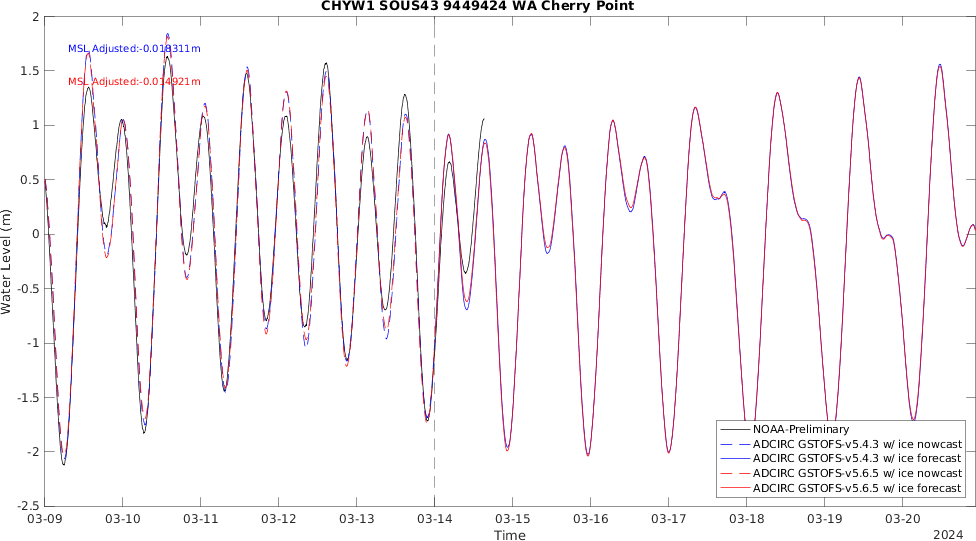 CHYW1 SOUS43 9449424 WA Cherry Point
MSL Adjusted:-0.018311m
MSL Adjusted:-0.014921m
2
1.5
1
0.5
0
-0.5
-1
-1.5
-2
-2.5
Water Level (m)
NOAA-Preliminary
ADCIRC GSTOFS-v5.4.3 w/ ice nowcast
ADCIRC GSTOFS-v5.4.3 w/ ice forecast
ADCIRC GSTOFS-v5.6.5 w/ ice nowcast
ADCIRC GSTOFS-v5.6.5 w/ ice forecast
03-09 03-10 03-11 03-12 03-13 03-14 03-15 03-16 03-17 03-18 03-19 03-20
Time
2024